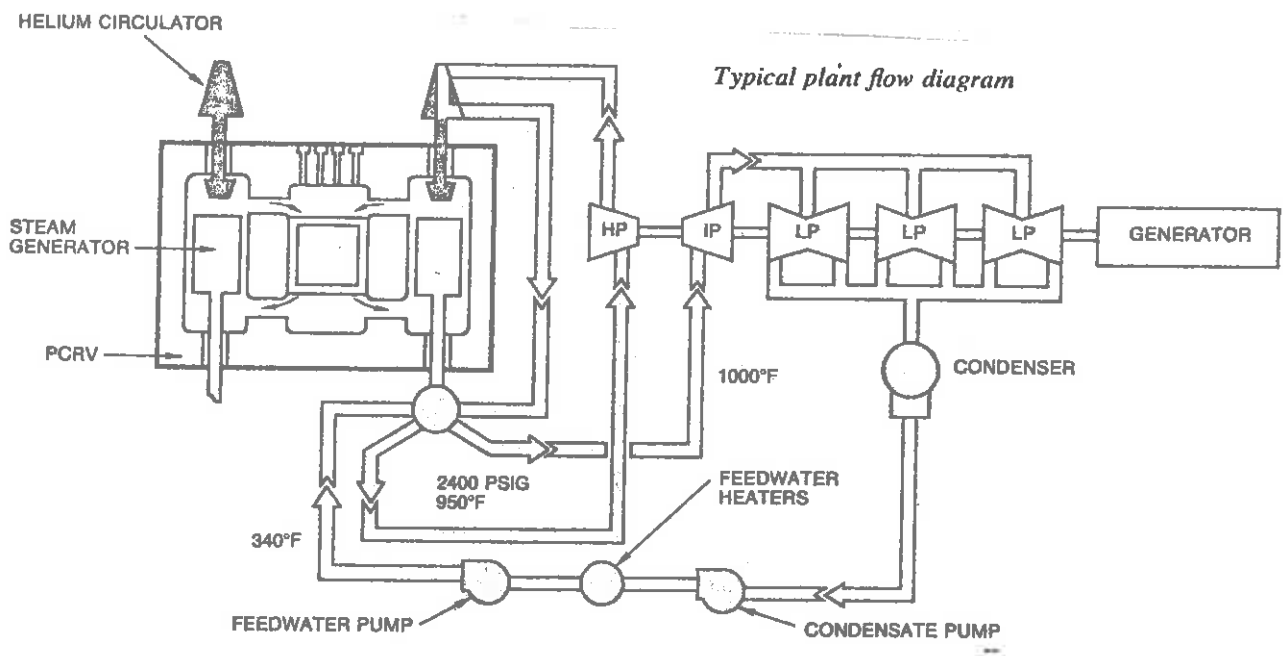 HELIUM CIRCULATOR
Typical plant flow diagram
STEAM
GENERATOR
HP
IP
LP
LP
LP
GENERATOR
PCRV
1000°F
CONDENSER
2400 PSIG
950°F
FEEDWATER
HEATERS
340°F
FEEDWATER PUMP
CONDENSATE PUMP